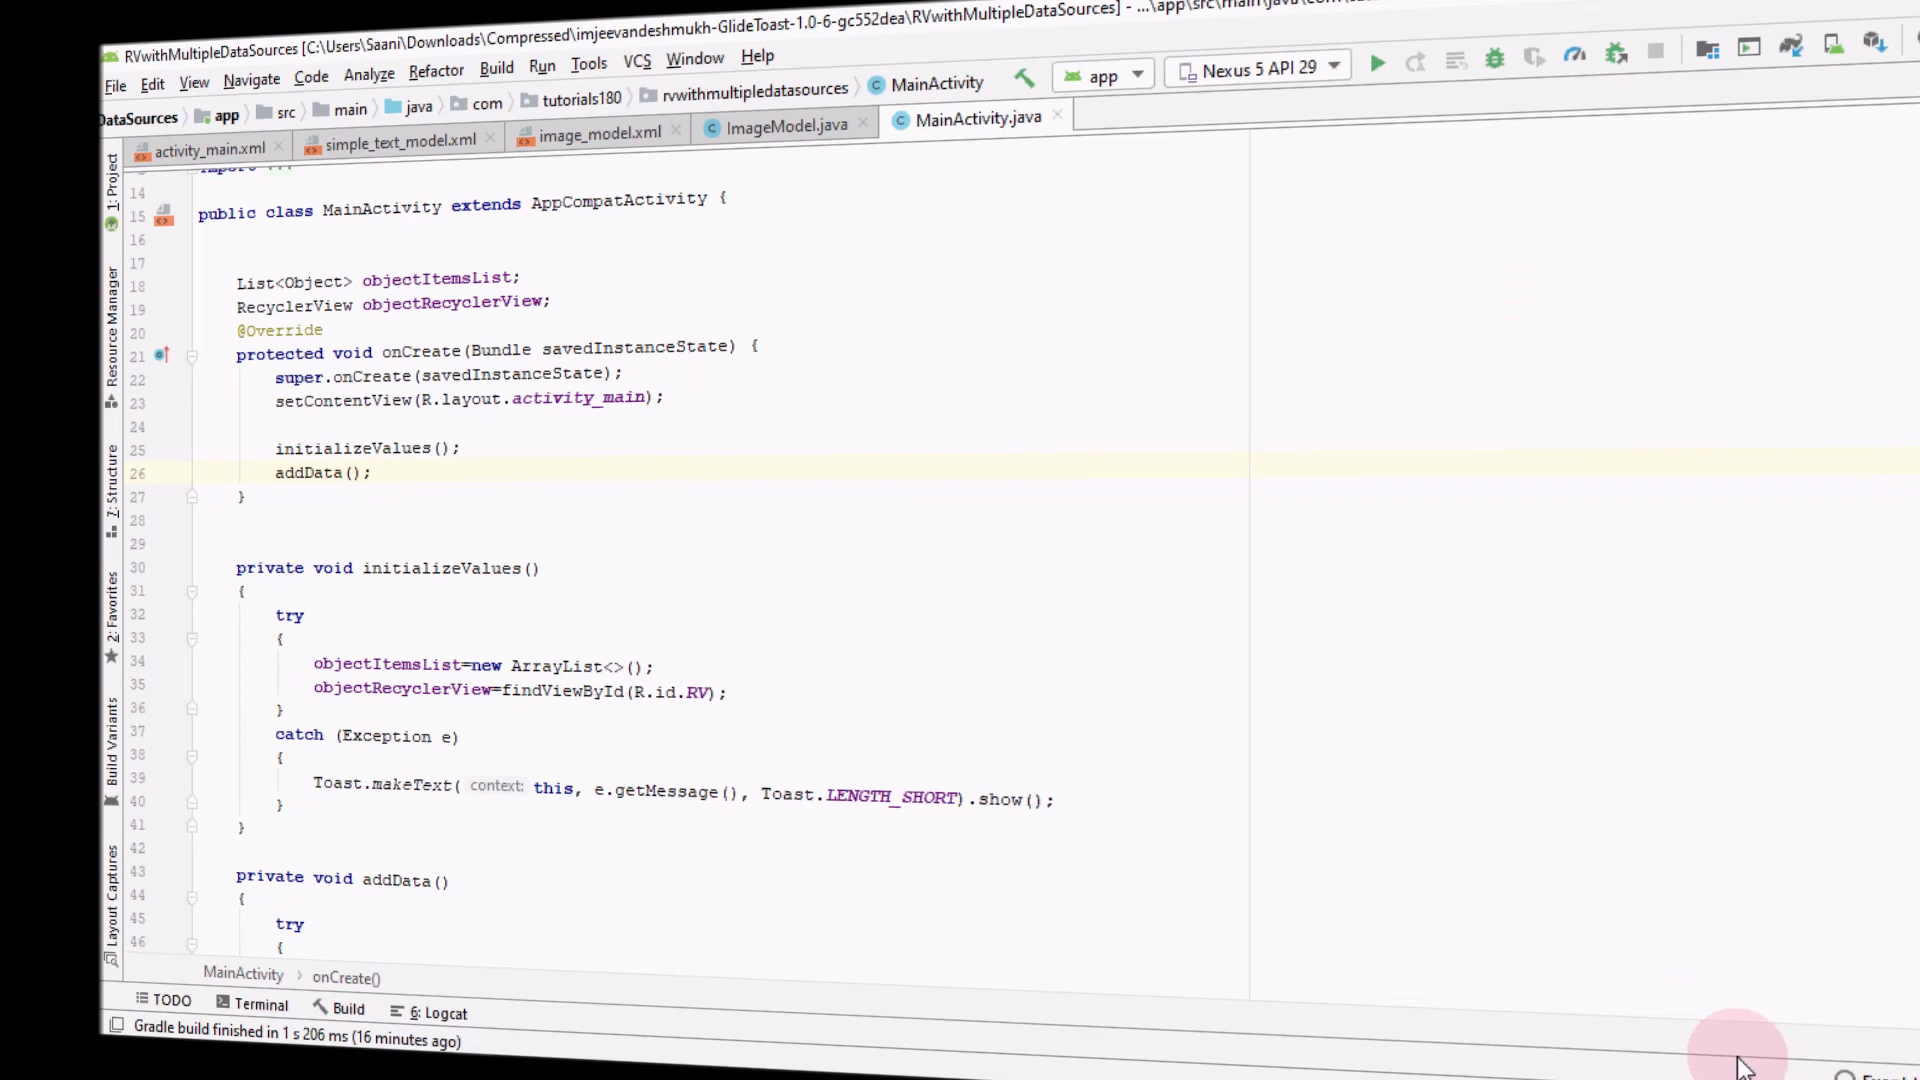 RVwithMultipleDataSources [C:\Users\Saani\Downloads\Compressed\imjeevandeshmukh-GlideToast-1.0-6-gc552dea\RVwithMultipleDataSources] - ...\app\src\main\java\com
File Edit View Navigate Code Analyze Refactor Build Run Tools VCS Window Help
DataSources app src main java com tutorials180 rvwithmultipledatasources MainActivity app Nexus 5 API 29
activity_main.xml simple_text_model.xml image_model.xml ImageModel.java MainActivity.java
import ...
14
15 public class MainActivity extends AppCompatActivity {
16
17
18 List<Object> objectItemsList;
19 RecyclerView objectRecyclerView;
20 @Override
21 protected void onCreate(Bundle savedInstanceState) {
22 super.onCreate(savedInstanceState);
23 setContentView(R.layout.activity_main);
24
25 initializeValues();
26 addData();
27 }
28
29
30 private void initializeValues()
31 {
32 try
33 {
34 objectItemsList=new ArrayList<>();
35 objectRecyclerView=findViewById(R.id.RV);
36 }
37 catch (Exception e)
38 {
39 Toast.makeText( context: this, e.getMessage(), Toast.LENGTH_SHORT).show();
40 }
41 }
42
43 private void addData()
44 {
45 try
46 {
1: Project
Resource Manager
7: Structure
2: Favorites
Build Variants
Layout Captures
MainActivity > onCreate()
TODO Terminal Build 6: Logcat
Gradle build finished in 1 s 206 ms (16 minutes ago)